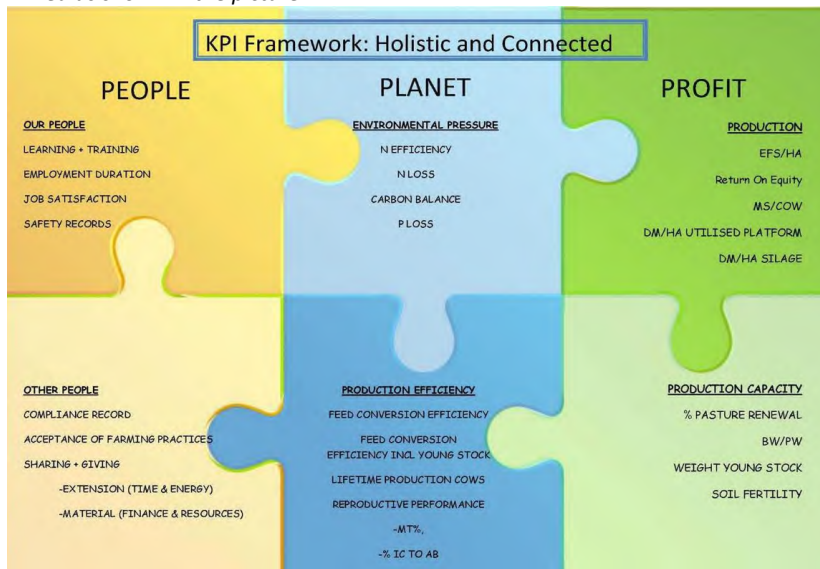 KPI Framework: Holistic and Connected
PEOPLE
OUR PEOPLE
LEARNING + TRAINING
EMPLOYMENT DURATION
JOB SATISFACTION
SAFETY RECORDS
PLANET
ENVIRONMENTAL PRESSURE
N EFFICIENCY
N LOSS
CARBON BALANCE
P LOSS
PROFIT
PRODUCTION
EFS/HA
Return On Equity
MS/COW
DM/HA UTILISED PLATFORM
DM/HA SILAGE
OTHER PEOPLE
COMPLIANCE RECORD
ACCEPTANCE OF FARMING PRACTICES
SHARING + GIVING
-EXTENSION (TIME & ENERGY)
-MATERIAL (FINANCE & RESOURCES)
PRODUCTION EFFICIENCY
FEED CONVERSION EFFICIENCY
FEED CONVERSION
EFFICIENCY INCL YOUNG STOCK
LIFETIME PRODUCTION COWS
REPRODUCTIVE PERFORMANCE
-MT%,
-% IC TO AB
PRODUCTION CAPACITY
% PASTURE RENEWAL
BW/PW
WEIGHT YOUNG STOCK
SOIL FERTILITY